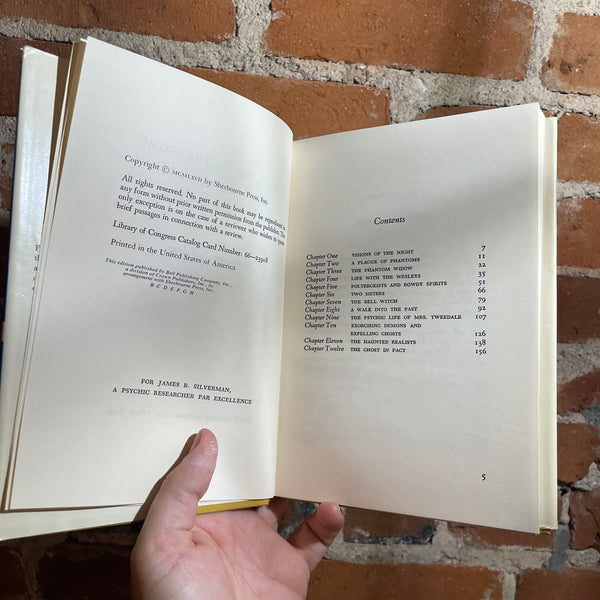 Copyright © MCMLXVII by Sherbourne Press, Inc.
All rights reserved. No part of this book may be reproduced in
any form without prior written permission from the publisher. The
only exception is on the case of a reviewer who wishes to quote
brief passages in connection with a review.
Library of Congress Catalog Card Number: 66—23908
Printed in the United States of America
This edition published by Bell Publishing Company, Inc.,
a division of Crown Publishers, Inc., by
arrangement with Sherbourne Press, Inc.
B C D E F G H
FOR JAMES B. SILVERMAN,
A PSYCHIC RESEARCHER PAR EXCELLENCE
Contents
Chapter One VISIONS OF THE NIGHT 7
Chapter Two A PLAGUE OF PHANTOMS 11
Chapter Three THE PHANTOM WIDOW 22
Chapter Four LIFE WITH THE WESLEYS 35
Chapter Five POLTERGEISTS AND ROWDY SPIRITS 51
Chapter Six TWO SISTERS 66
Chapter Seven THE BELL WITCH 79
Chapter Eight A WALK INTO THE PAST 92
Chapter Nine THE PSYCHIC LIFE OF MRS. TWEEDALE 107
Chapter Ten EXORCISING DEMONS AND
EXPELLING GHOSTS 126
Chapter Eleven THE HAUNTED REALISTS 138
Chapter Twelve THE GHOST IN FACT 156
5